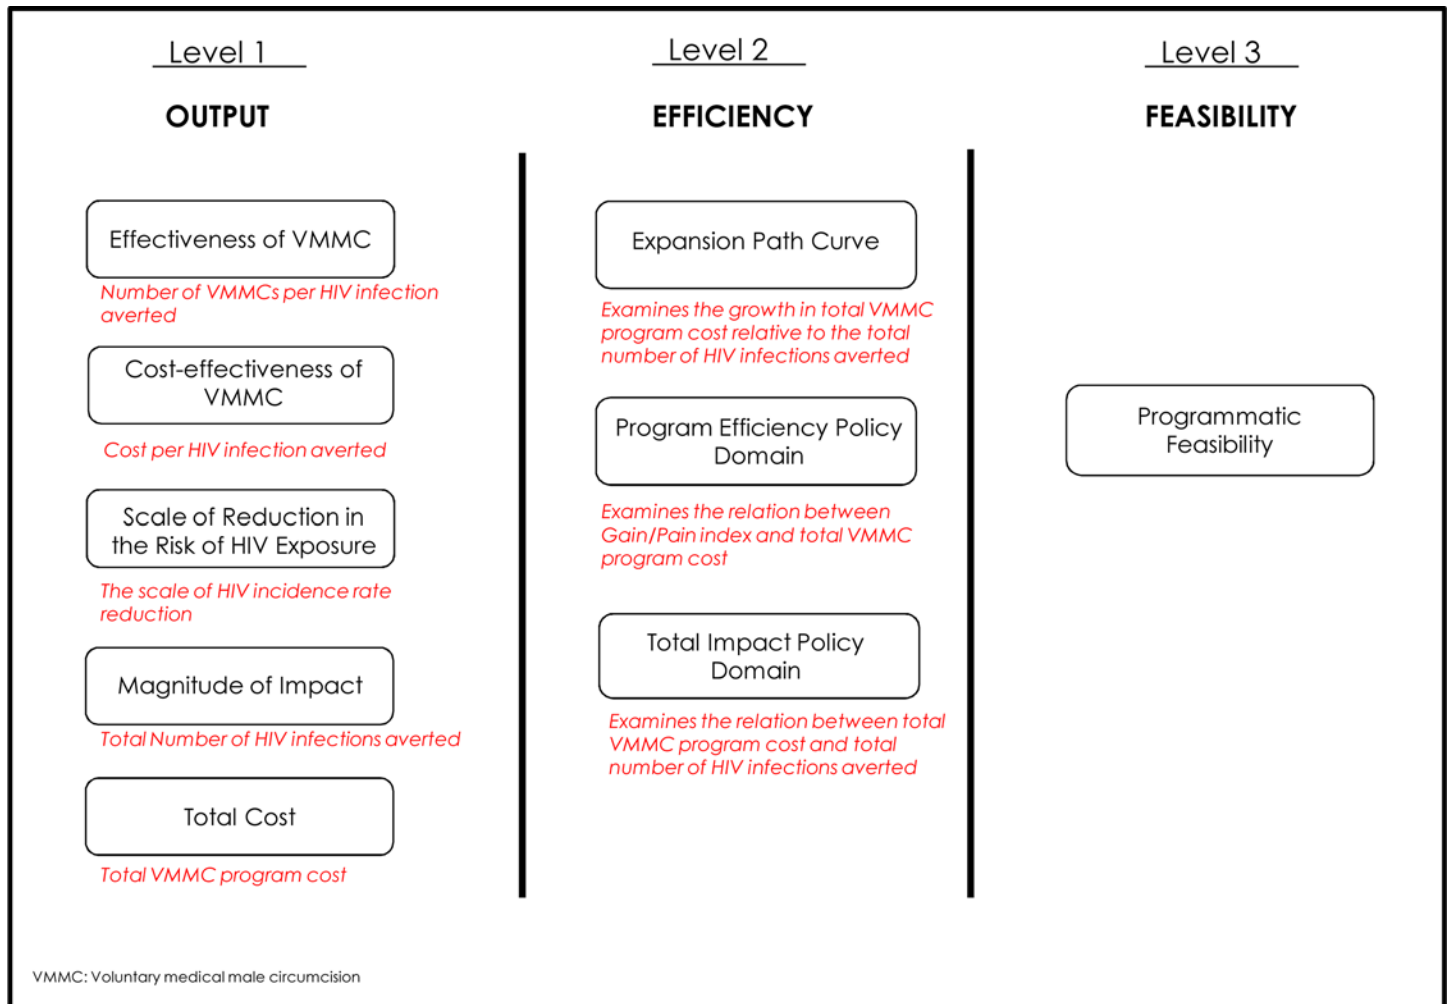 Level 1
OUTPUT
Effectiveness of VMMC
Number of VMMCs per HIV infection
averted
Cost-effectiveness of
VMMC
Cost per HIV infection averted
Scale of Reduction in
the Risk of HIV Exposure
The scale of HIV incidence rate
reduction
Magnitude of Impact
Total Number of HIV infections averted
Total Cost
Total VMMC program cost
Level 2
EFFICIENCY
Expansion Path Curve
Examines the growth in total VMMC
program cost relative to the total
number of HIV infections averted
Program Efficiency Policy
Domain
Examines the relation between
Gain/Pain index and total VMMC
program cost
Total Impact Policy
Domain
Examines the relation between total
VMMC program cost and total
number of HIV infections averted
Level 3
FEASIBILITY
Programmatic
Feasibility
VMMC: Voluntary medical male circumcision